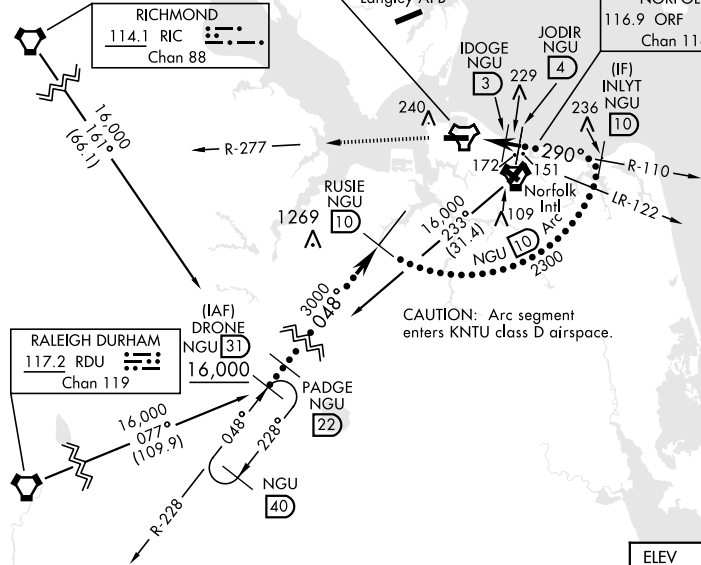 RICHMOND
114.1 RIC
Chan 88
Langley AFB
116.9 ORF
IDOGE
NGU
3
JODIR
NGU
4
229
240
236
(IF)
INLYT
NGU
10
16,000
161°
(66.1)
R-277
290°
R-110
172
151
Norfolk
Intl
LR-122
109
RUSIE
NGU
10
1269
16,000
233°
(31.4)
NGU 10 Arc
2300
3000
048°
CAUTION: Arc segment
enters KNTU class D airspace.
(IAF)
DRONE
NGU 31
16,000
RALEIGH DURHAM
117.2 RDU
Chan 119
PADGE
NGU
22
16,000
077°
(109.9)
048°
228°
NGU
40
R-228
ELEV